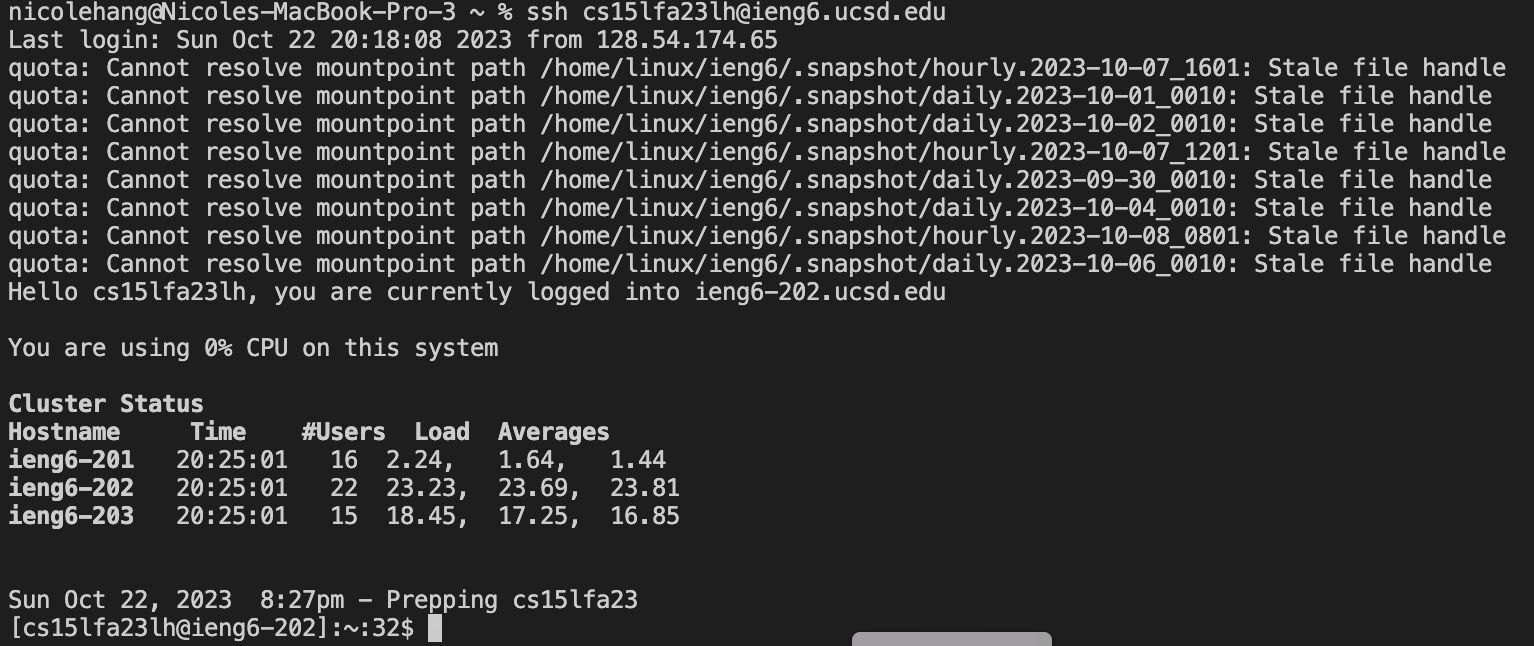 nicolehang@Nicoles-MacBook-Pro-3 ~ % ssh cs15lfa23lh@ieng6.ucsd.edu
Last login: Sun Oct 22 20:18:08 2023 from 128.54.174.65
quota: Cannot resolve mountpoint path /home/linux/ieng6/.snapshot/hourly.2023-10-07_1601: Stale file handle
quota: Cannot resolve mountpoint path /home/linux/ieng6/.snapshot/daily.2023-10-01_0010: Stale file handle
quota: Cannot resolve mountpoint path /home/linux/ieng6/.snapshot/daily.2023-10-02_0010: Stale file handle
quota: Cannot resolve mountpoint path /home/linux/ieng6/.snapshot/hourly.2023-10-07_1201: Stale file handle
quota: Cannot resolve mountpoint path /home/linux/ieng6/.snapshot/daily.2023-09-30_0010: Stale file handle
quota: Cannot resolve mountpoint path /home/linux/ieng6/.snapshot/daily.2023-10-04_0010: Stale file handle
quota: Cannot resolve mountpoint path /home/linux/ieng6/.snapshot/hourly.2023-10-08_0801: Stale file handle
quota: Cannot resolve mountpoint path /home/linux/ieng6/.snapshot/daily.2023-10-06_0010: Stale file handle
Hello cs15lfa23lh, you are currently logged into ieng6-202.ucsd.edu
You are using 0% CPU on this system
Cluster Status
Hostname     Time    #Users  Load  Averages
ieng6-201   20:25:01   16  2.24,   1.64,   1.44
ieng6-202   20:25:01   22  23.23,  23.69,  23.81
ieng6-203   20:25:01   15  18.45,  17.25,  16.85
Sun Oct 22, 2023  8:27pm - Prepping cs15lfa23
[cs15lfa23lh@ieng6-202]:~:32$